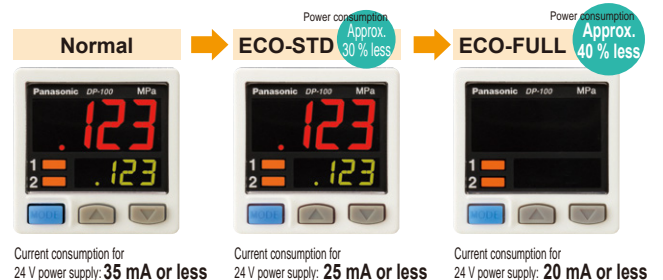 Power consumption
Approx.
30 % less
Power consumption
Approx.
40 % less
Normal
ECO-STD
ECO-FULL
Panasonic DP-100 MPa
.123
1
2
.123
MODE
Panasonic DP-100 MPa
.123
1
2
.123
MODE
Panasonic DP-100 MPa
1
2
MODE
Current consumption for
24 V power supply: 35 mA or less
Current consumption for
24 V power supply: 25 mA or less
Current consumption for
24 V power supply: 20 mA or less